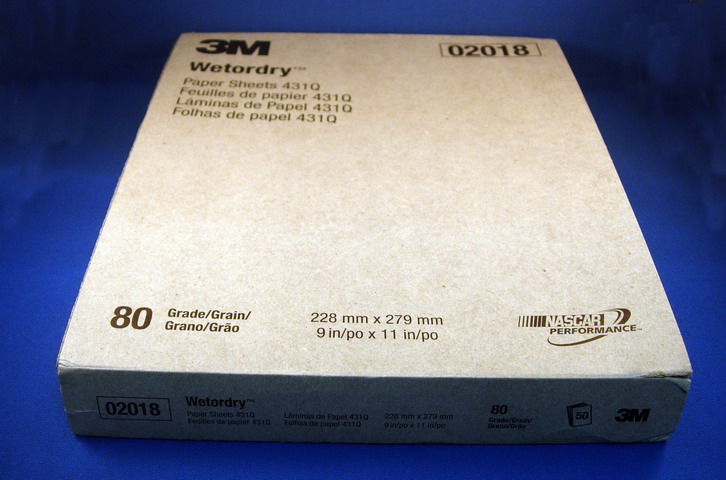 3M
02018
Wetordry™
Paper Sheets 431Q
Feuilles de papier 431Q
Láminas de Papel 431Q
Folhas de papel 431Q
80 Grade/Grain/
Grano/Grão
228 mm x 279 mm
9 in/po x 11 in/po
NASCAR
PERFORMANCE™
02018
Wetordry™
Paper Sheets 431Q
Feuilles de papier 431Q
Láminas de Papel 431Q
Folhas de papel 431Q
228 mm x 279 mm
9 in/po x 11 in/po
80
50
3M